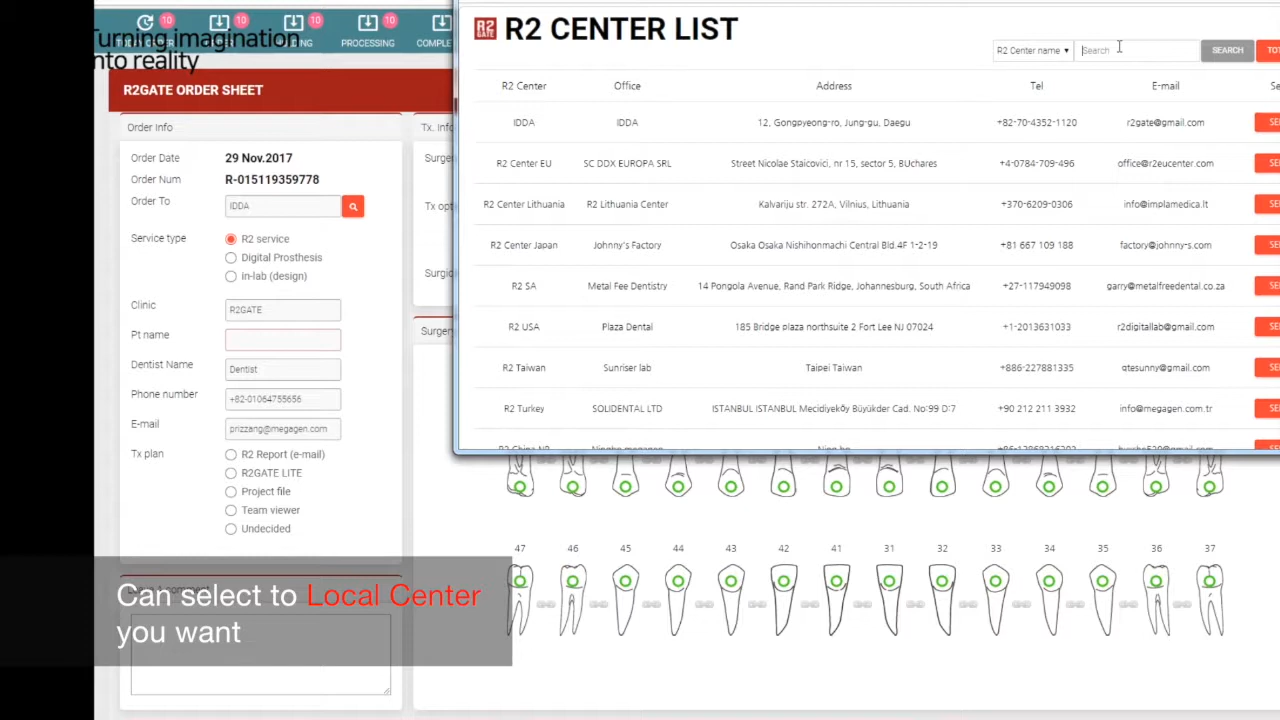 10
10
10
10
PROCESSING
Turning imagination
nto reality
R2GATE ORDER SHEET
Order Info
Order Date
29 Nov.2017
Order Num
R-015119359778
Order To
IDDA
Service type
R2 service
Digital Prosthesis
in-lab (design)
Clinic
R2GATE
Pt name
Dentist Name
Dentist
Phone number
+82-01064755656
E-mail
prizzang@megagen.com
Tx plan
R2 Report (e-mail)
R2GATE LITE
Project file
Team viewer
Undecided
Can select to Local Center
you want
R2 GATE
R2 CENTER LIST
R2 Center name
Search
SEARCH
R2 Center Office Address Tel E-mail
IDDA IDDA 12, Gongpyeong-ro, Jung-gu, Daegu +82-70-4352-1120 r2gate@gmail.com
R2 Center EU SC DDX EUROPA SRL Street Nicolae Staicovici, nr 15, sector 5, BUchares +4-0784-709-496 office@r2eucenter.com
R2 Center Lithuania R2 Lithuania Center Kalvariju str. 272A, Vilnius, Lithuania +370-6209-0306 info@implamedica.lt
R2 Center Japan Johnny's Factory Osaka Osaka Nishihonmachi Central Bld.4F 1-2-19 +81 667 109 188 factory@johnny-s.com
R2 SA Metal Fee Dentistry 14 Pongola Avenue, Rand Park Ridge, Johannesburg, South Africa +27-117949098 garry@metalfreedental.co.za
R2 USA Plaza Dental 185 Bridge plaza northsuite 2 Fort Lee NJ 07024 +1-2013631033 r2digitallab@gmail.com
R2 Taiwan Sunriser lab Taipei Taiwan +886-227881335 qtesunny@gmail.com
R2 Turkey SOLIDENTAL LTD ISTANBUL ISTANBUL Mecidiyekőy Büyükder Cad. No:99 D:7 +90 212 211 3932 info@megagen.com.tr
47 46 45 44 43 42 41 31 32 33 34 35 36 37